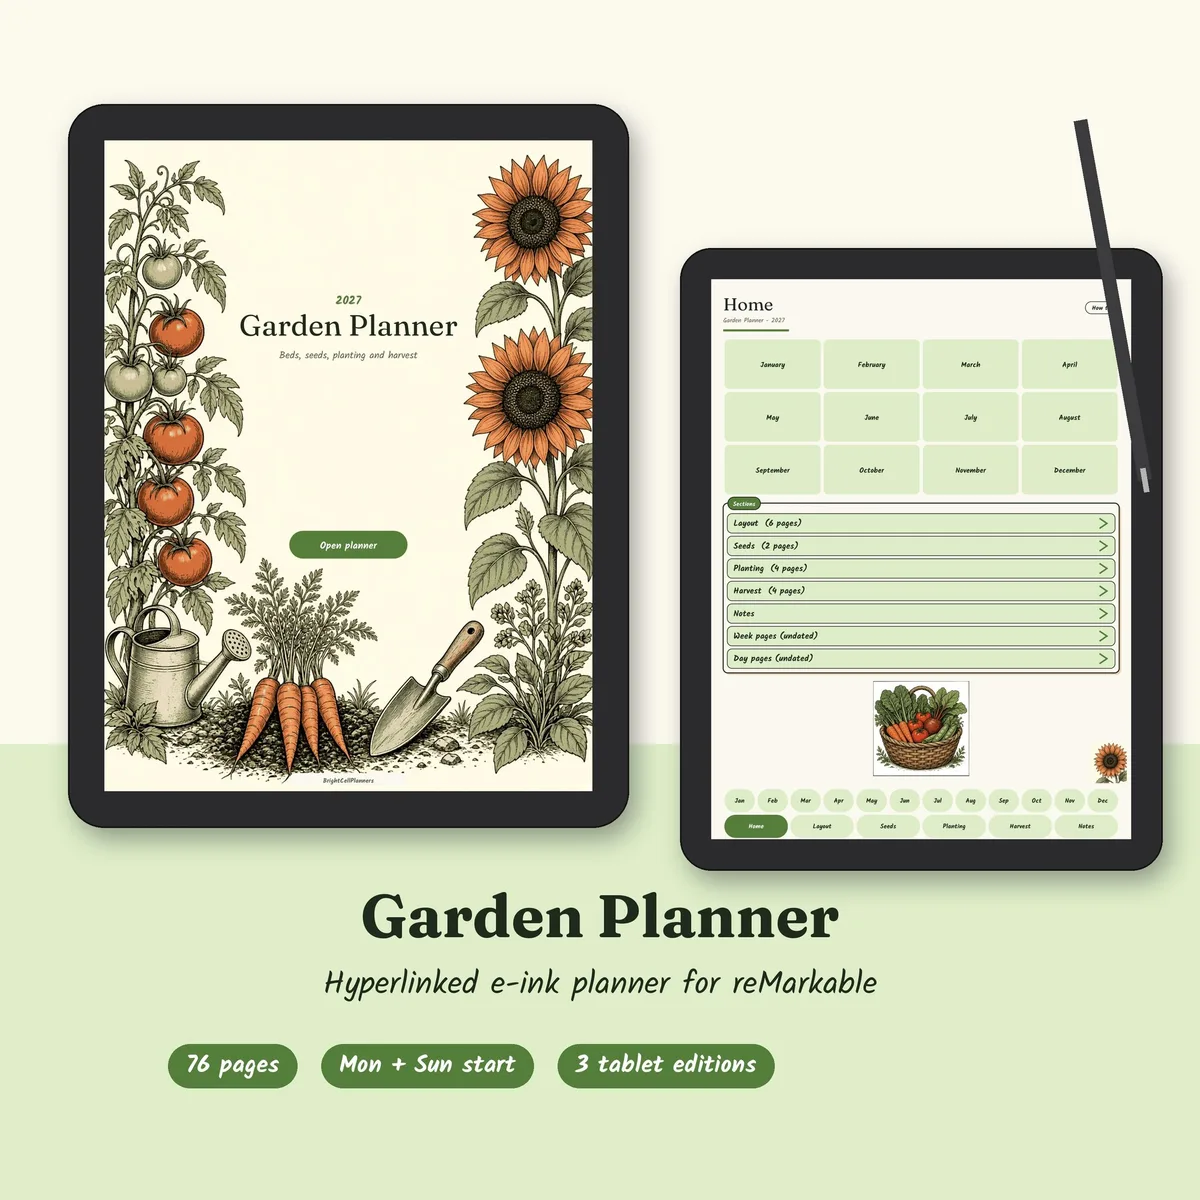 2027
Garden Planner
Beds, seeds, planting and harvest
Open planner
BrightCellPlanners
Home
Garden Planner - 2027
How
January February March April
May June July August
September October November December
Sections
Layout (6 pages)
Seeds (2 pages)
Planting (4 pages)
Harvest (4 pages)
Notes
Week pages (undated)
Day pages (undated)
Jan Feb Mar Apr May Jun Jul Aug Sep Oct Nov Dec
Home Layout Seeds Planting Harvest Notes
Garden Planner
Hyperlinked e-ink planner for reMarkable
76 pages Mon + Sun start 3 tablet editions